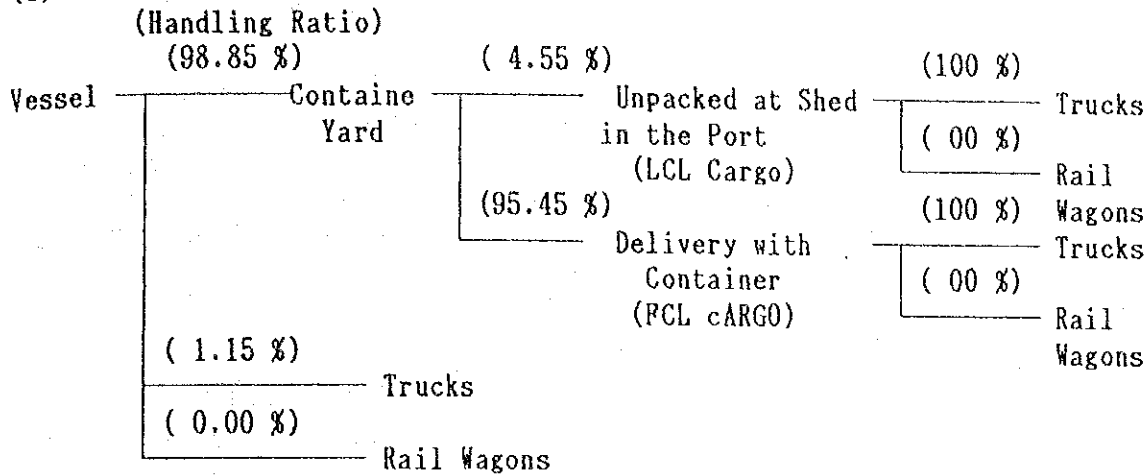 (Handling Ratio)
(98.85 %) ( 4.55 %) (100 %)
Vessel Containe Unpacked at Shed Trucks
Yard in the Port ( 00 %)
(LCL Cargo) Rail
(95.45 %) (100 %) Wagons
Delivery with Trucks
Container ( 00 %)
(FCL cARGO) Rail
( 1.15 %) Wagons
Trucks
( 0.00 %)
Rail Wagons